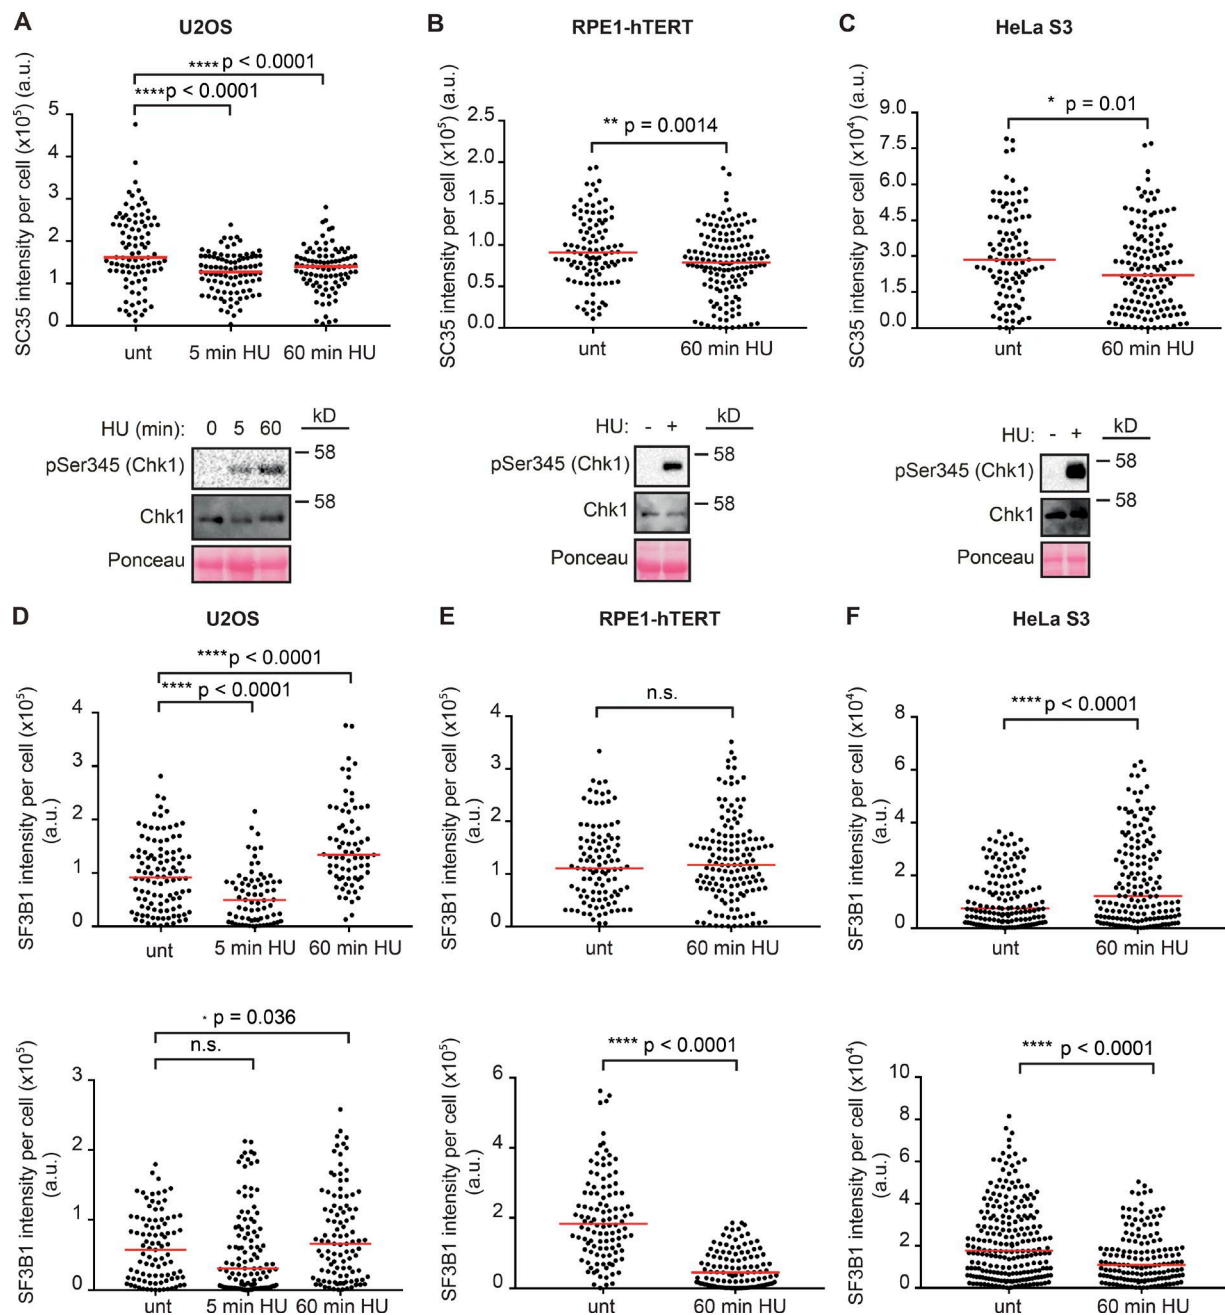 A U2OS
SC35 intensity per cell (x10⁵) (a.u.)
**** p < 0.0001
**** p < 0.0001
5
4
3
2
1
0
unt 5 min HU 60 min HU
B RPE1-hTERT
SC35 intensity per cell (x10⁵) (a.u.)
** p = 0.0014
2.5
2.0
1.5
1.0
0.5
0.0
unt 60 min HU
C HeLa S3
SC35 intensity per cell (x10⁴) (a.u.)
* p = 0.01
9.0
7.5
6.0
4.5
3.0
1.5
0.0
unt 60 min HU
HU (min): 0 5 60 kD
pSer345 (Chk1) 58
Chk1 58
Ponceau
HU: - + kD
pSer345 (Chk1) 58
Chk1 58
Ponceau
HU: - + kD
pSer345 (Chk1) 58
Chk1 58
Ponceau
D U2OS
SF3B1 intensity per cell (x10⁵)
(a.u.)
**** p < 0.0001
**** p < 0.0001
4
3
2
1
0
unt 5 min HU 60 min HU
E RPE1-hTERT
SF3B1 intensity per cell (x10⁵)
(a.u.)
n.s.
4
3
2
1
0
unt 60 min HU
F HeLa S3
SF3B1 intensity per cell (x10⁴)
(a.u.)
**** p < 0.0001
8
6
4
2
0
unt 60 min HU
SF3B1 intensity per cell (x10⁵)
(a.u.)
* p = 0.036
n.s.
3
2
1
0
unt 5 min HU 60 min HU
SF3B1 intensity per cell (x10⁵)
(a.u.)
**** p < 0.0001
6
4
2
0
unt 60 min HU
SF3B1 intensity per cell (x10⁴)
(a.u.)
**** p < 0.0001
10
8
6
4
2
0
unt 60 min HU